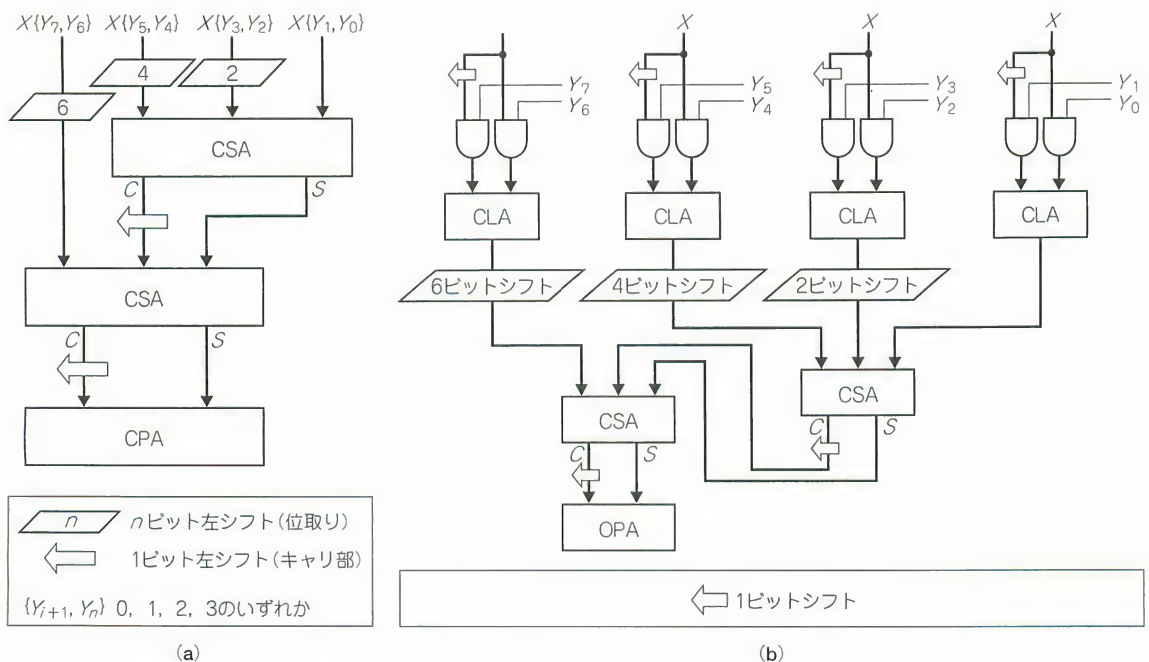 X{Y7,Y6} X{Y5,Y4} X{Y3,Y2} X{Y1,Y0}
4
2
6
CSA
C
S
CSA
C
S
CPA
n nビット左シフト(位取り)
1ビット左シフト(キャリ部)
{Yi+1, Yn} 0, 1, 2, 3のいずれか
(a)
X
X
X
Y7
Y6
Y5
Y4
Y3
Y2
Y1
Y0
CLA
CLA
CLA
CLA
6ビットシフト
4ビットシフト
2ビットシフト
CSA
C
S
CSA
C
S
OPA
1ビットシフト
(b)